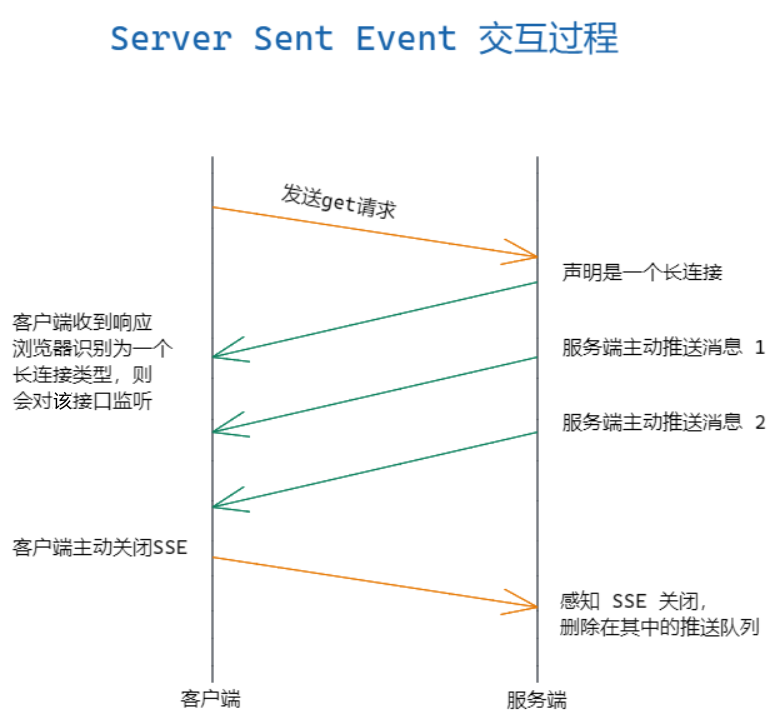 Server Sent Event 交互过程
发送get请求
声明是一个长连接
客户端收到响应
浏览器识别为一个
长连接类型，则
会对该接口监听
服务端主动推送消息 1
服务端主动推送消息 2
客户端主动关闭SSE
感知 SSE 关闭，
删除在其中的推送队列
客户端
服务端